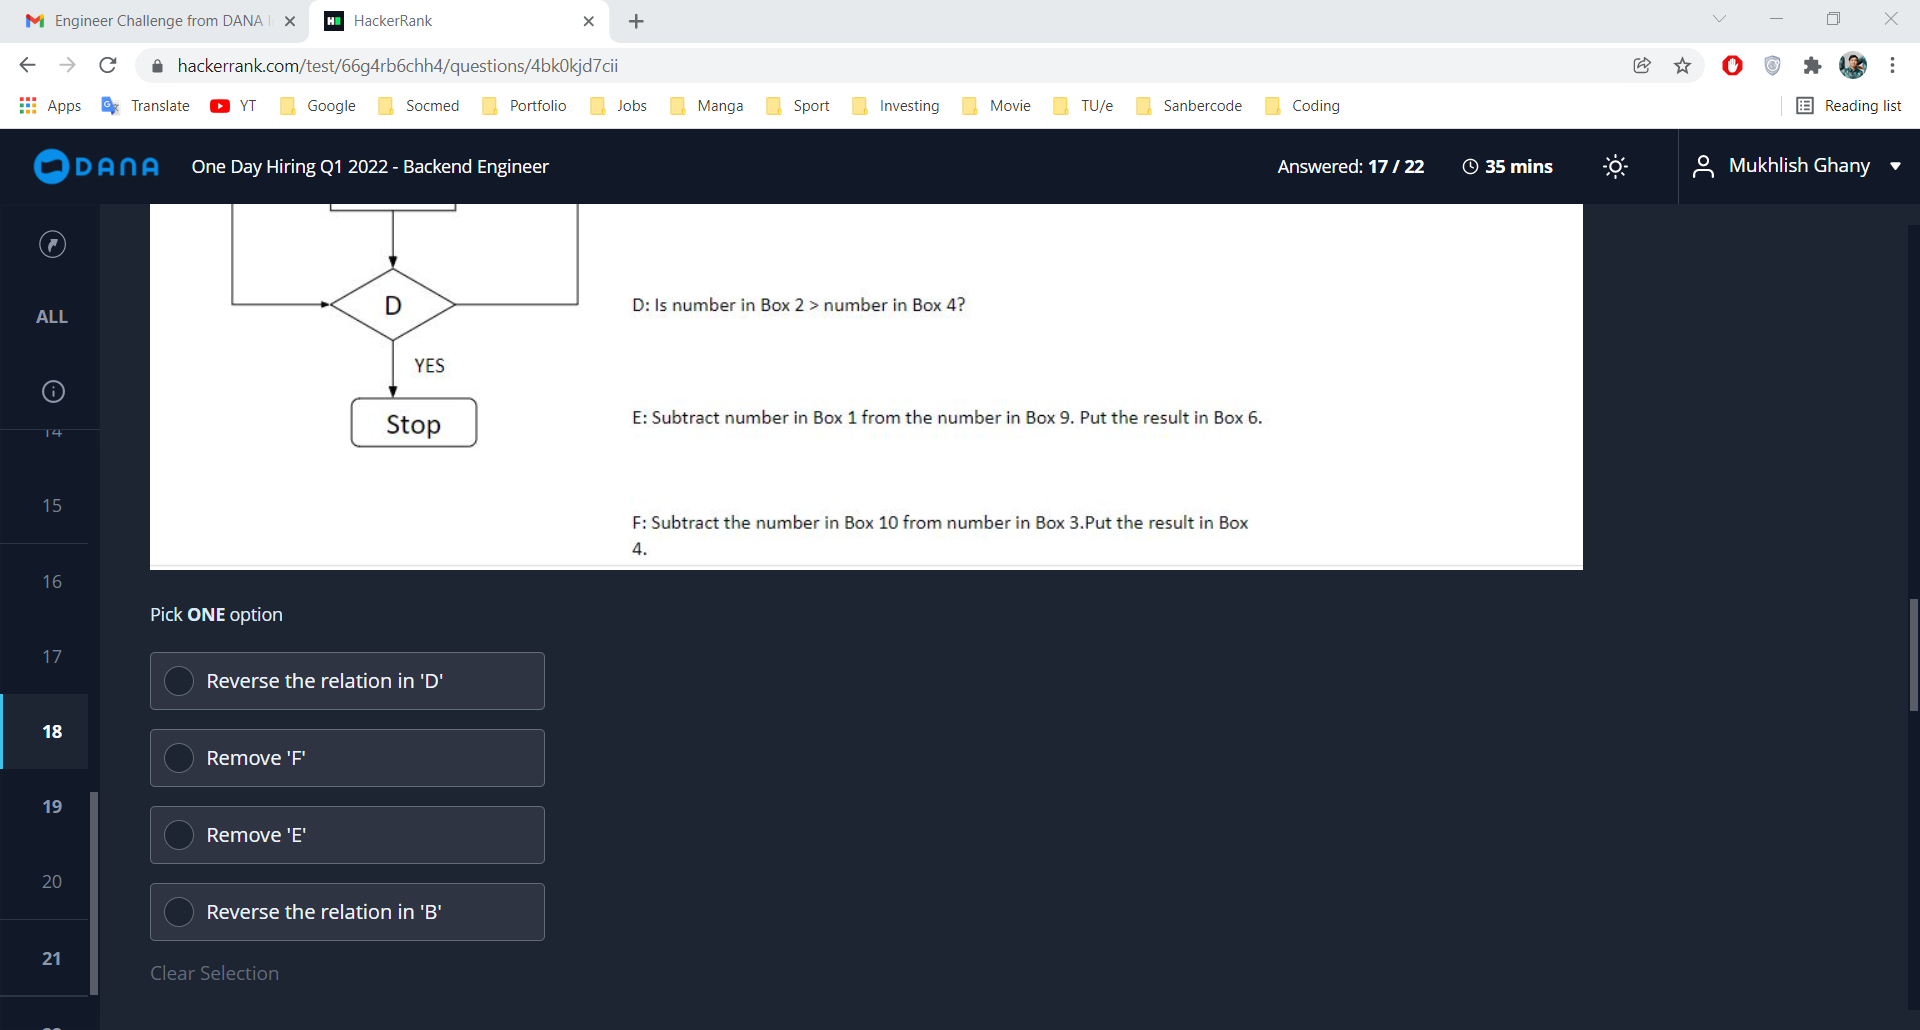 Engineer Challenge from DANA
HackerRank
hackerrank.com/test/66g4rb6chh4/questions/4bk0kjd7cii
Apps
Translate
YT
Google
Socmed
Portfolio
Jobs
Manga
Sport
Investing
Movie
TU/e
Sanbercode
Coding
Reading list
DANA
One Day Hiring Q1 2022 - Backend Engineer
Answered: 17 / 22
35 mins
Mukhlish Ghany
ALL
14
15
16
17
18
19
20
21
D
D: Is number in Box 2 > number in Box 4?
YES
Stop
E: Subtract number in Box 1 from the number in Box 9. Put the result in Box 6.
F: Subtract the number in Box 10 from number in Box 3.Put the result in Box
4.
Pick ONE option
Reverse the relation in 'D'
Remove 'F'
Remove 'E'
Reverse the relation in 'B'
Clear Selection